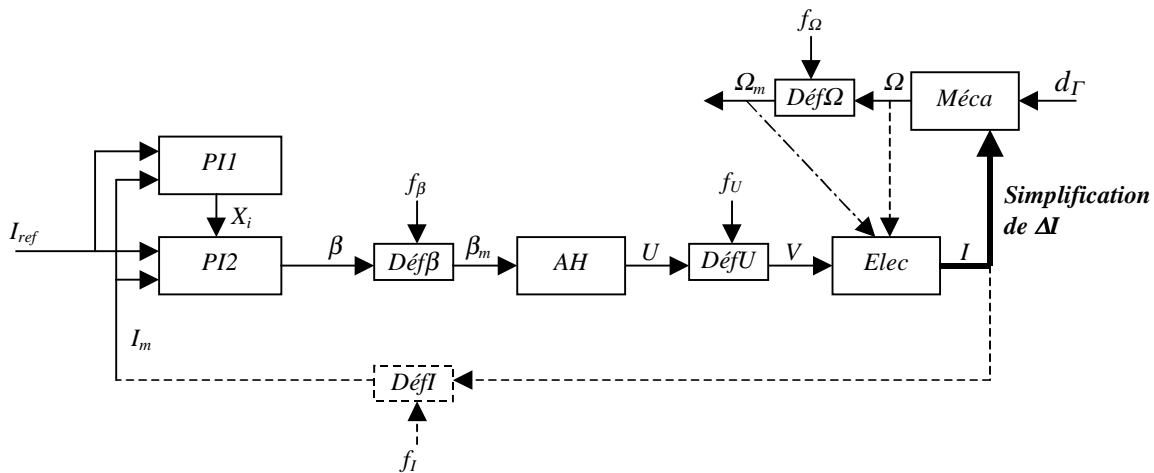 f_Ω
Ω_m
DéfΩ
Ω
Méca
d_Γ
PI1
f_β
f_U
Simplification
de ΔI
I_ref
X_i
PI2
β
Défβ
β_m
AH
U
DéfU
V
Elec
I
I_m
DéfI
f_I